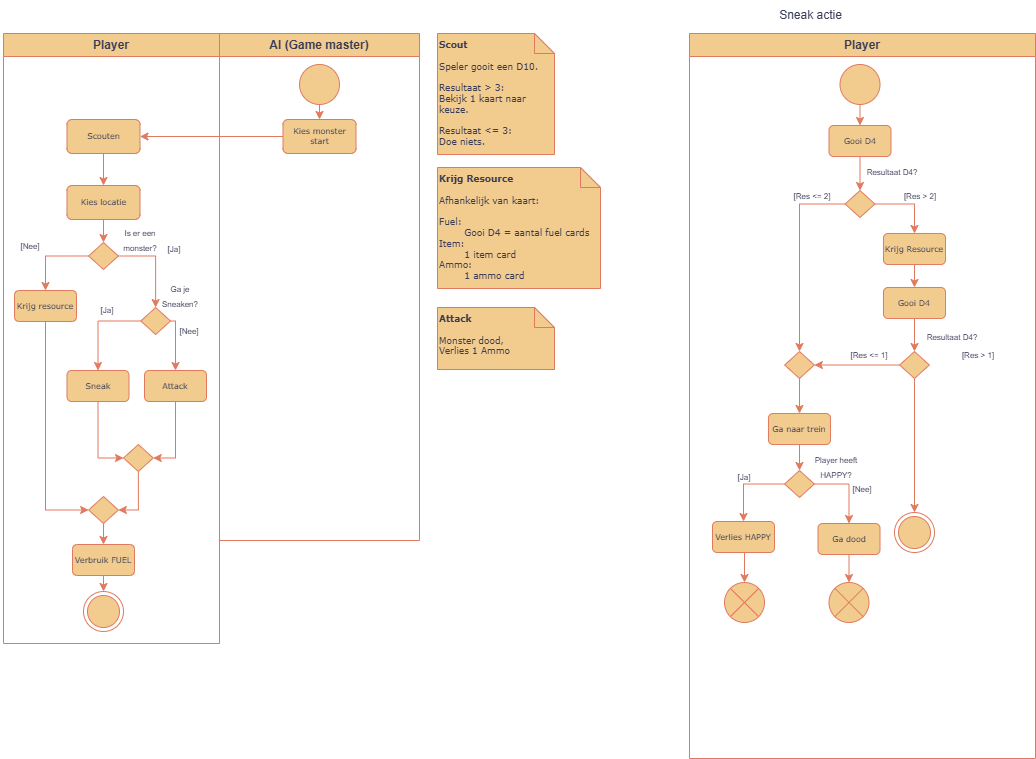 Sneak actie
Player
AI (Game master)
Kies monster
start
Scouten
Kies locatie
Is er een
monster?
[Nee]
[Ja]
Krijg resource
Ga je
Sneaken?
[Ja]
[Nee]
Sneak
Attack
Verbruik FUEL
Scout
Speler gooit een D10.
Resultaat > 3:
Bekijk 1 kaart naar
keuze.
Resultaat <= 3:
Doe niets.
Krijg Resource
Afhankelijk van kaart:
Fuel:
Gooi D4 = aantal fuel cards
Item:
1 item card
Ammo:
1 ammo card
Attack
Monster dood,
Verlies 1 Ammo
Player
Gooi D4
Resultaat D4?
[Res <= 2]
[Res > 2]
Krijg Resource
Gooi D4
Resultaat D4?
[Res <= 1]
[Res > 1]
Ga naar trein
Player heeft
HAPPY?
[Ja]
[Nee]
Verlies HAPPY
Ga dood